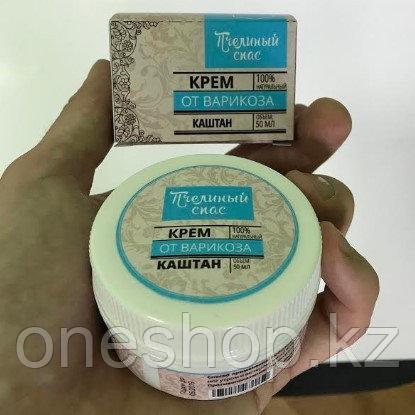 Пчелиный
спас
КРЕМ 100% НАТУРАЛЬНЫЙ
ОТ ВАРИКОЗА
КАШТАН ОБЪЕМ: 50 МЛ
Пчелиный
спас
КРЕМ 100% НАТУРАЛЬНЫЙ
ОТ ВАРИКОЗА
КАШТАН ОБЪЕМ: 50 МЛ
oneshop.kz